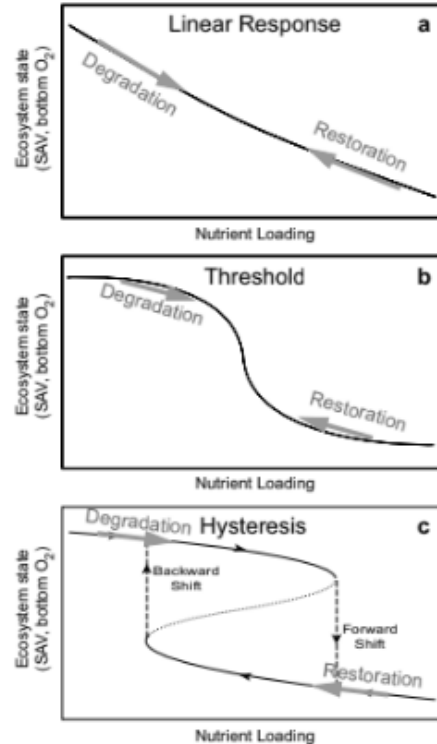 Linear Response
a
Degradation
Restoration
Ecosystem state
(SAV, bottom O₂)
Nutrient Loading
Threshold
b
Degradation
Restoration
Ecosystem state
(SAV, bottom O₂)
Nutrient Loading
Hysteresis
c
Degradation
Backward
Shift
Forward
Shift
Restoration
Ecosystem state
(SAV, bottom O₂)
Nutrient Loading